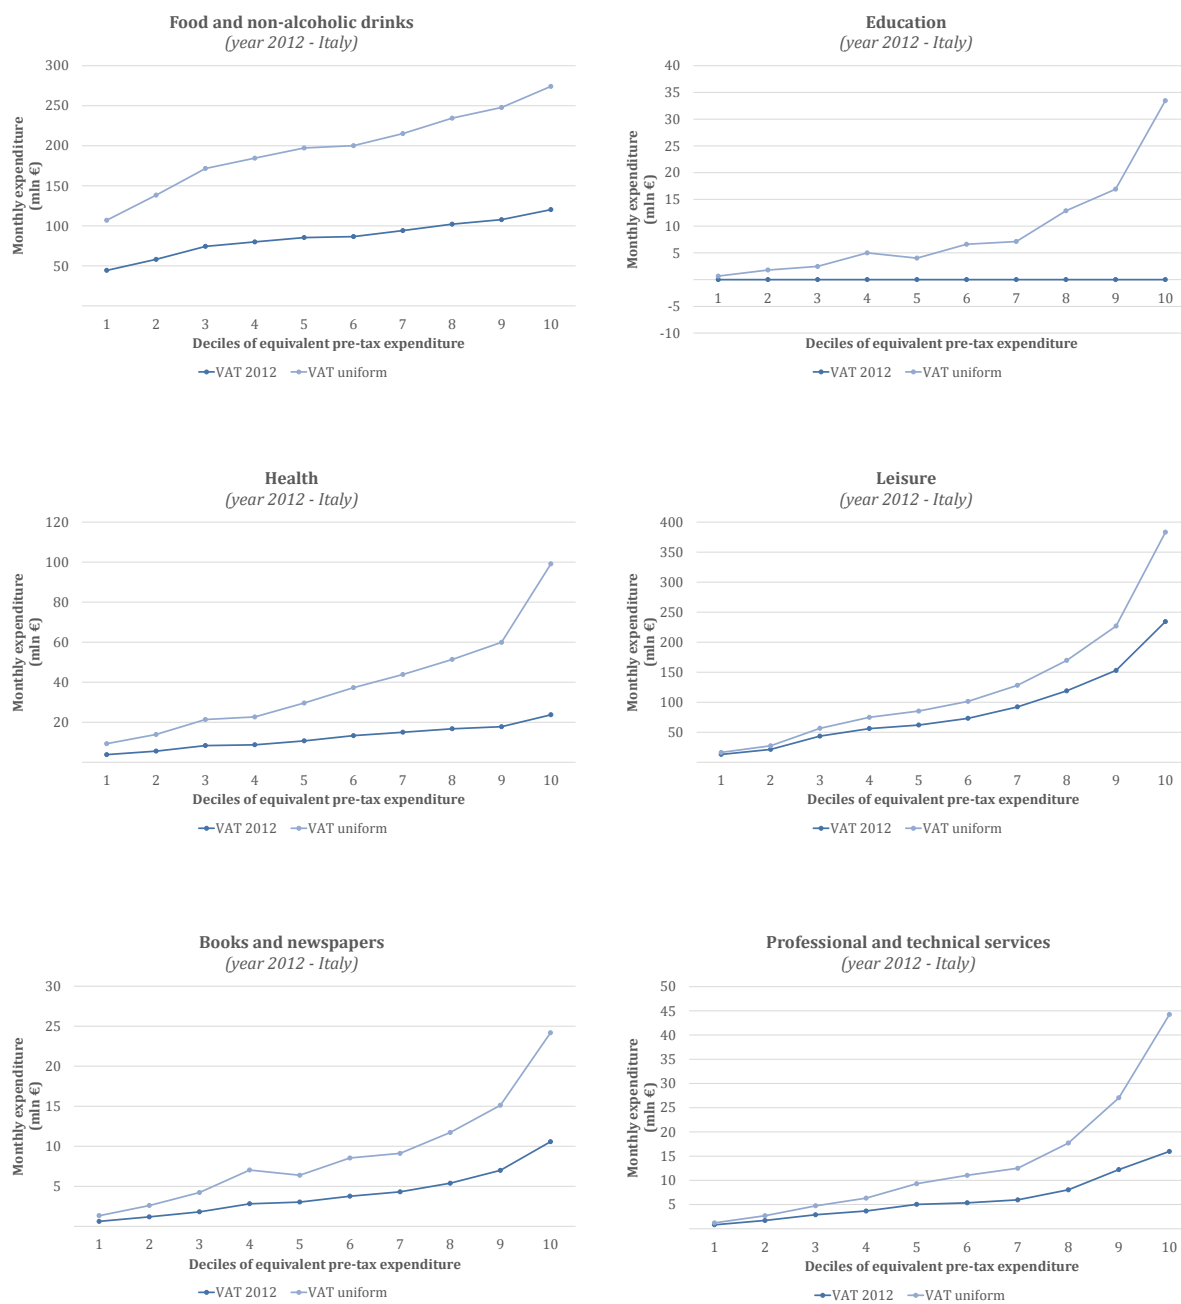 Food and non-alcoholic drinks
(year 2012 - Italy)
300
250
200
150
100
50
Monthly expenditure
(mln €)
1 2 3 4 5 6 7 8 9 10
Deciles of equivalent pre-tax expenditure
VAT 2012 VAT uniform
Education
(year 2012 - Italy)
40
35
30
25
20
15
10
5
-5
-10
Monthly expenditure
(mln €)
1 2 3 4 5 6 7 8 9 10
Deciles of equivalent pre-tax expenditure
VAT 2012 VAT uniform
Health
(year 2012 - Italy)
120
100
80
60
40
20
Monthly expenditure
(mln €)
1 2 3 4 5 6 7 8 9 10
Deciles of equivalent pre-tax expenditure
VAT 2012 VAT uniform
Leisure
(year 2012 - Italy)
400
350
300
250
200
150
100
50
Monthly expenditure
(mln €)
1 2 3 4 5 6 7 8 9 10
Deciles of equivalent pre-tax expenditure
VAT 2012 VAT uniform
Books and newspapers
(year 2012 - Italy)
30
25
20
15
10
5
Monthly expenditure
(mln €)
1 2 3 4 5 6 7 8 9 10
Deciles of equivalent pre-tax expenditure
VAT 2012 VAT uniform
Professional and technical services
(year 2012 - Italy)
50
45
40
35
30
25
20
15
10
5
Monthly expenditure
(mln €)
1 2 3 4 5 6 7 8 9 10
Deciles of equivalent pre-tax expenditure
VAT 2012 VAT uniform